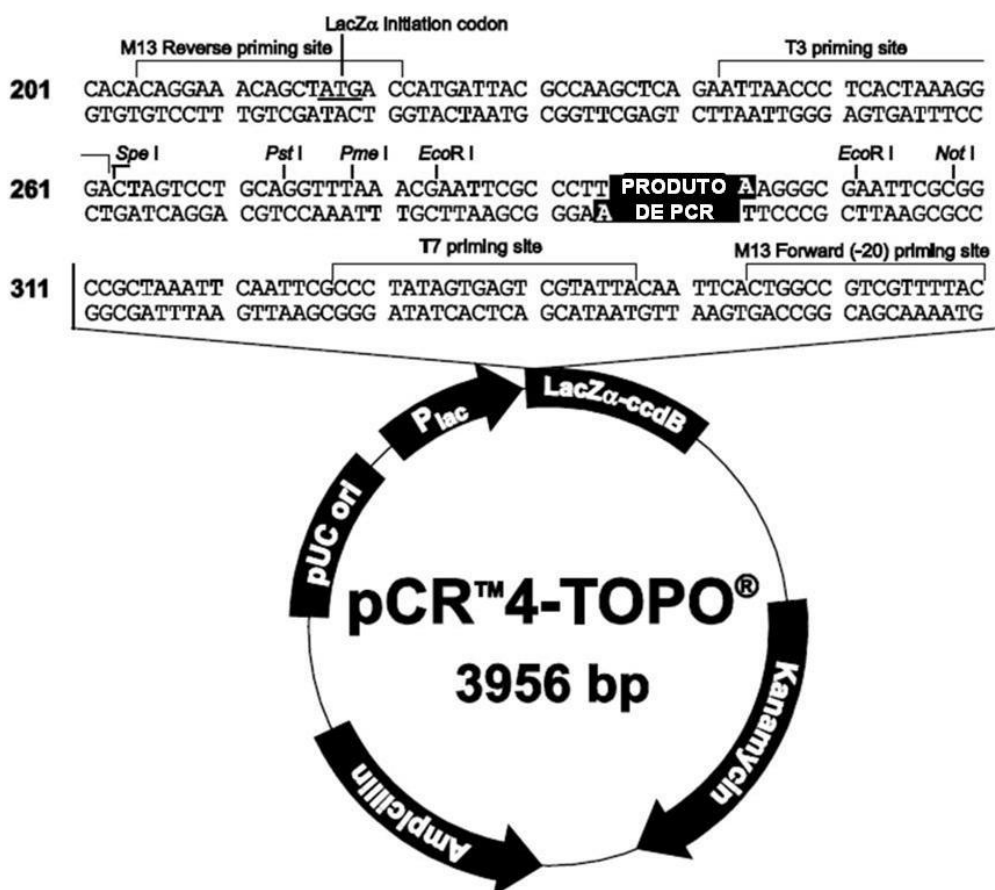 LacZα initiation codon
M13 Reverse priming site
T3 priming site
201 CACACAGGAA ACAGCTATGA CCATGATTAC GCCAAGCTCA GAATTAACCC TCACTAAAGG
GTGTGTCCTT TGTCGATACT GGTACTAATG CGGTTCGAGT CTTAATTGGG AGTGATTTCC
Spe I Pst I Pme I EcoR I EcoR I Not I
261 GACTAGTCCT GCAGGTTTAA ACGAATTCGC CCTT PRODUTO A AGGGC GAATTCGCGG
CTGATCAGGA CGTCCAAATT TGCTTAAGCG GGA A DE PCR TTCCCG CTTAAGCGCC
T7 priming site M13 Forward (-20) priming site
311 CCGCTAAATT CAATTCGCCC TATAGTGAGT CGTATTACAA TTCACTGGCC GTCGTTTTAC
GGCGATTTAA GTTAAGCGGG ATATCACTCA GCATAATGTT AAGTGACCGG CAGCAAAATG
Plac
LacZα-ccdB
pUC ori
pCR™4-TOPO®
3956 bp
Kanamycin
Ampicillin